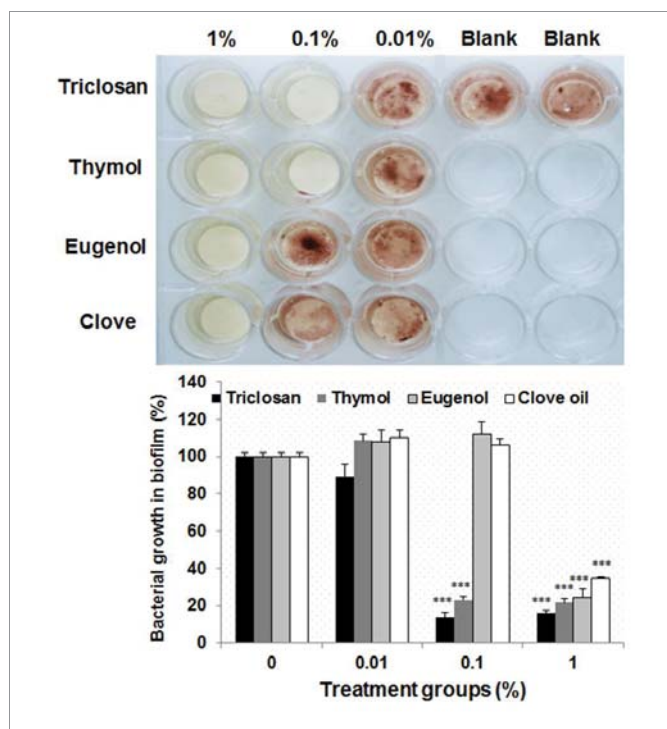 1% 0.1% 0.01% Blank Blank
Triclosan
Thymol
Eugenol
Clove
140
120
100
80
60
40
20
0
Bacterial growth in biofilm (%)
Triclosan Thymol Eugenol Clove oil
*** ***
*** *** *** ***
0 0.01 0.1 1
Treatment groups (%)